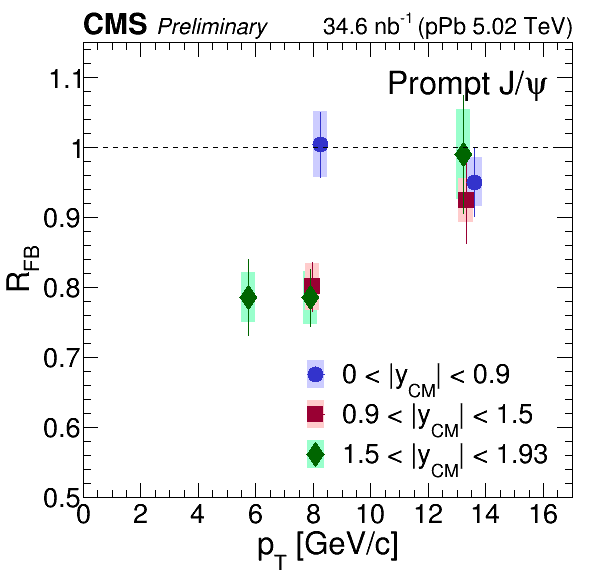 CMS Preliminary 34.6 nb⁻¹ (pPb 5.02 TeV)
Prompt J/ψ
1.1
1
0.9
0.8
0.7
0.6
0.5
R_FB
0 < |y_CM| < 0.9
0.9 < |y_CM| < 1.5
1.5 < |y_CM| < 1.93
0 2 4 6 8 10 12 14 16
p_T [GeV/c]